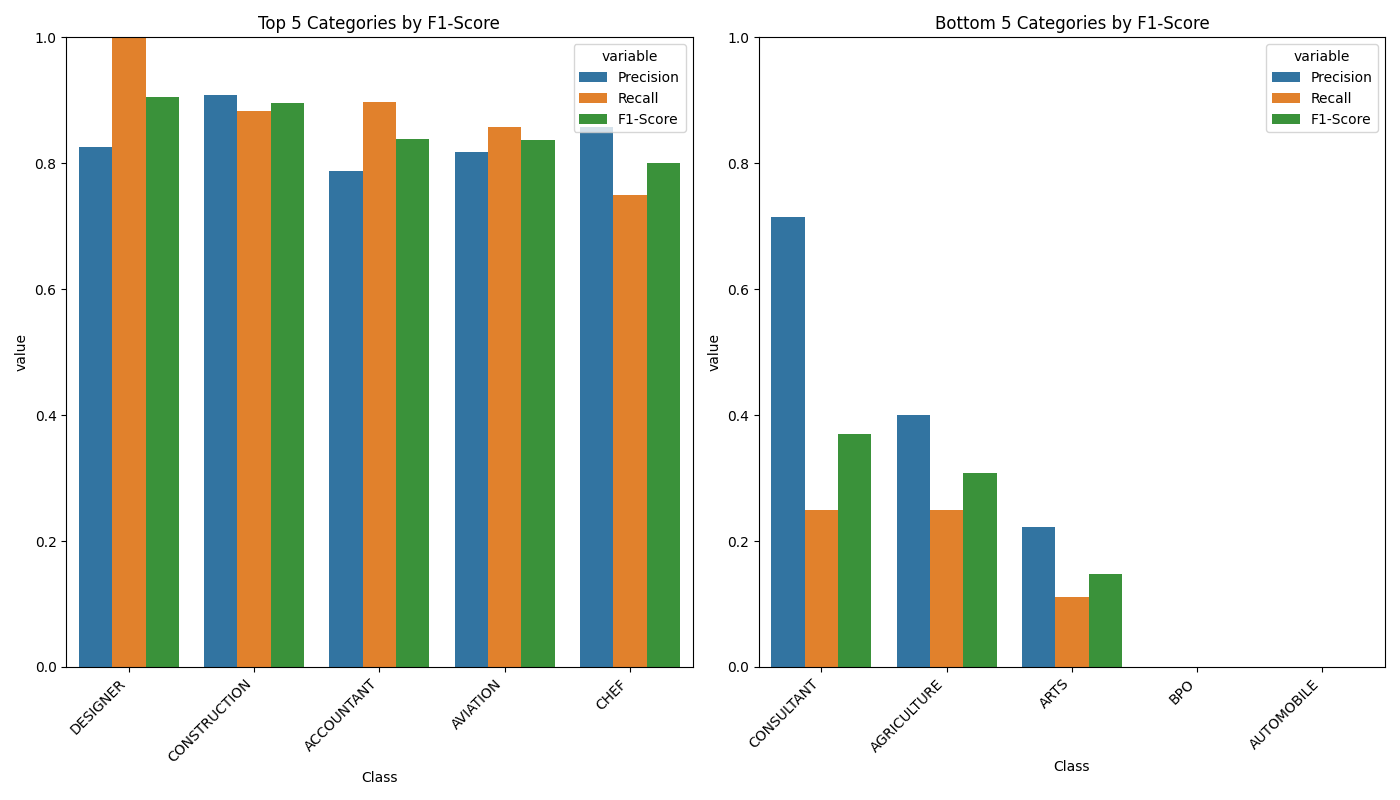 Top 5 Categories by F1-Score
variable
Precision
Recall
F1-Score
1.0
0.8
0.6
0.4
0.2
0.0
value
DESIGNER
CONSTRUCTION
ACCOUNTANT
AVIATION
CHEF
Class
Bottom 5 Categories by F1-Score
variable
Precision
Recall
F1-Score
1.0
0.8
0.6
0.4
0.2
0.0
value
CONSULTANT
AGRICULTURE
ARTS
BPO
AUTOMOBILE
Class